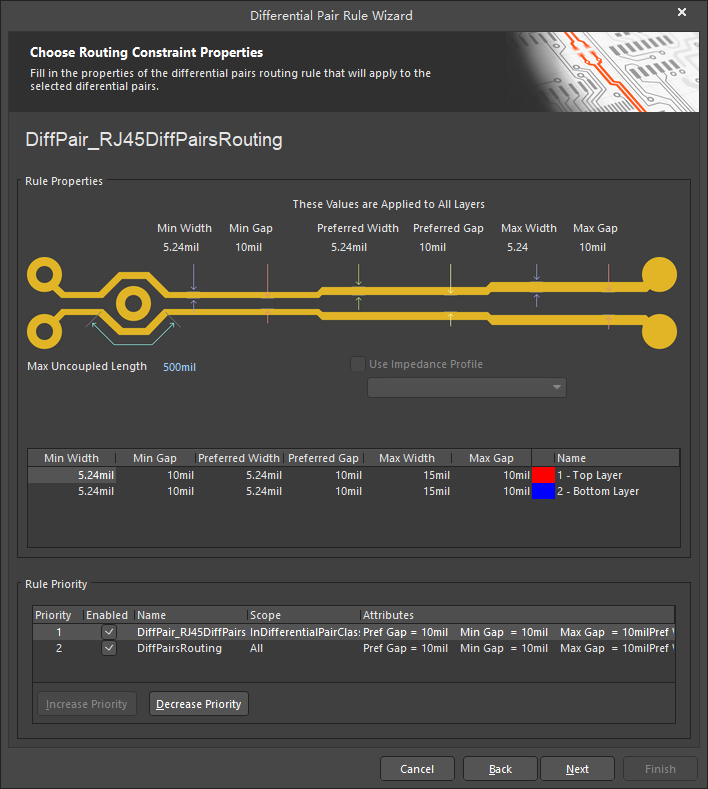 Differential Pair Rule Wizard
Choose Routing Constraint Properties
Fill in the properties of the differential pairs routing rule that will apply to the
selected diferential pairs.
DiffPair_RJ45DiffPairsRouting
Rule Properties
These Values are Applied to All Layers
Min Width Min Gap Preferred Width Preferred Gap Max Width Max Gap
5.24mil 10mil 5.24mil 10mil 5.24 10mil
Max Uncoupled Length 500mil
Use Impedance Profile
Min Width Min Gap Preferred Width Preferred Gap Max Width Max Gap Name
5.24mil 10mil 5.24mil 10mil 15mil 10mil 1 - Top Layer
5.24mil 10mil 5.24mil 10mil 15mil 10mil 2 - Bottom Layer
Rule Priority
Priority Enabled Name Scope Attributes
1 DiffPair_RJ45DiffPairs InDifferentialPairClas Pref Gap = 10mil Min Gap = 10mil Max Gap = 10milPref
2 DiffPairsRouting All Pref Gap = 10mil Min Gap = 10mil Max Gap = 10milPref
Increase Priority Decrease Priority
Cancel Back Next Finish